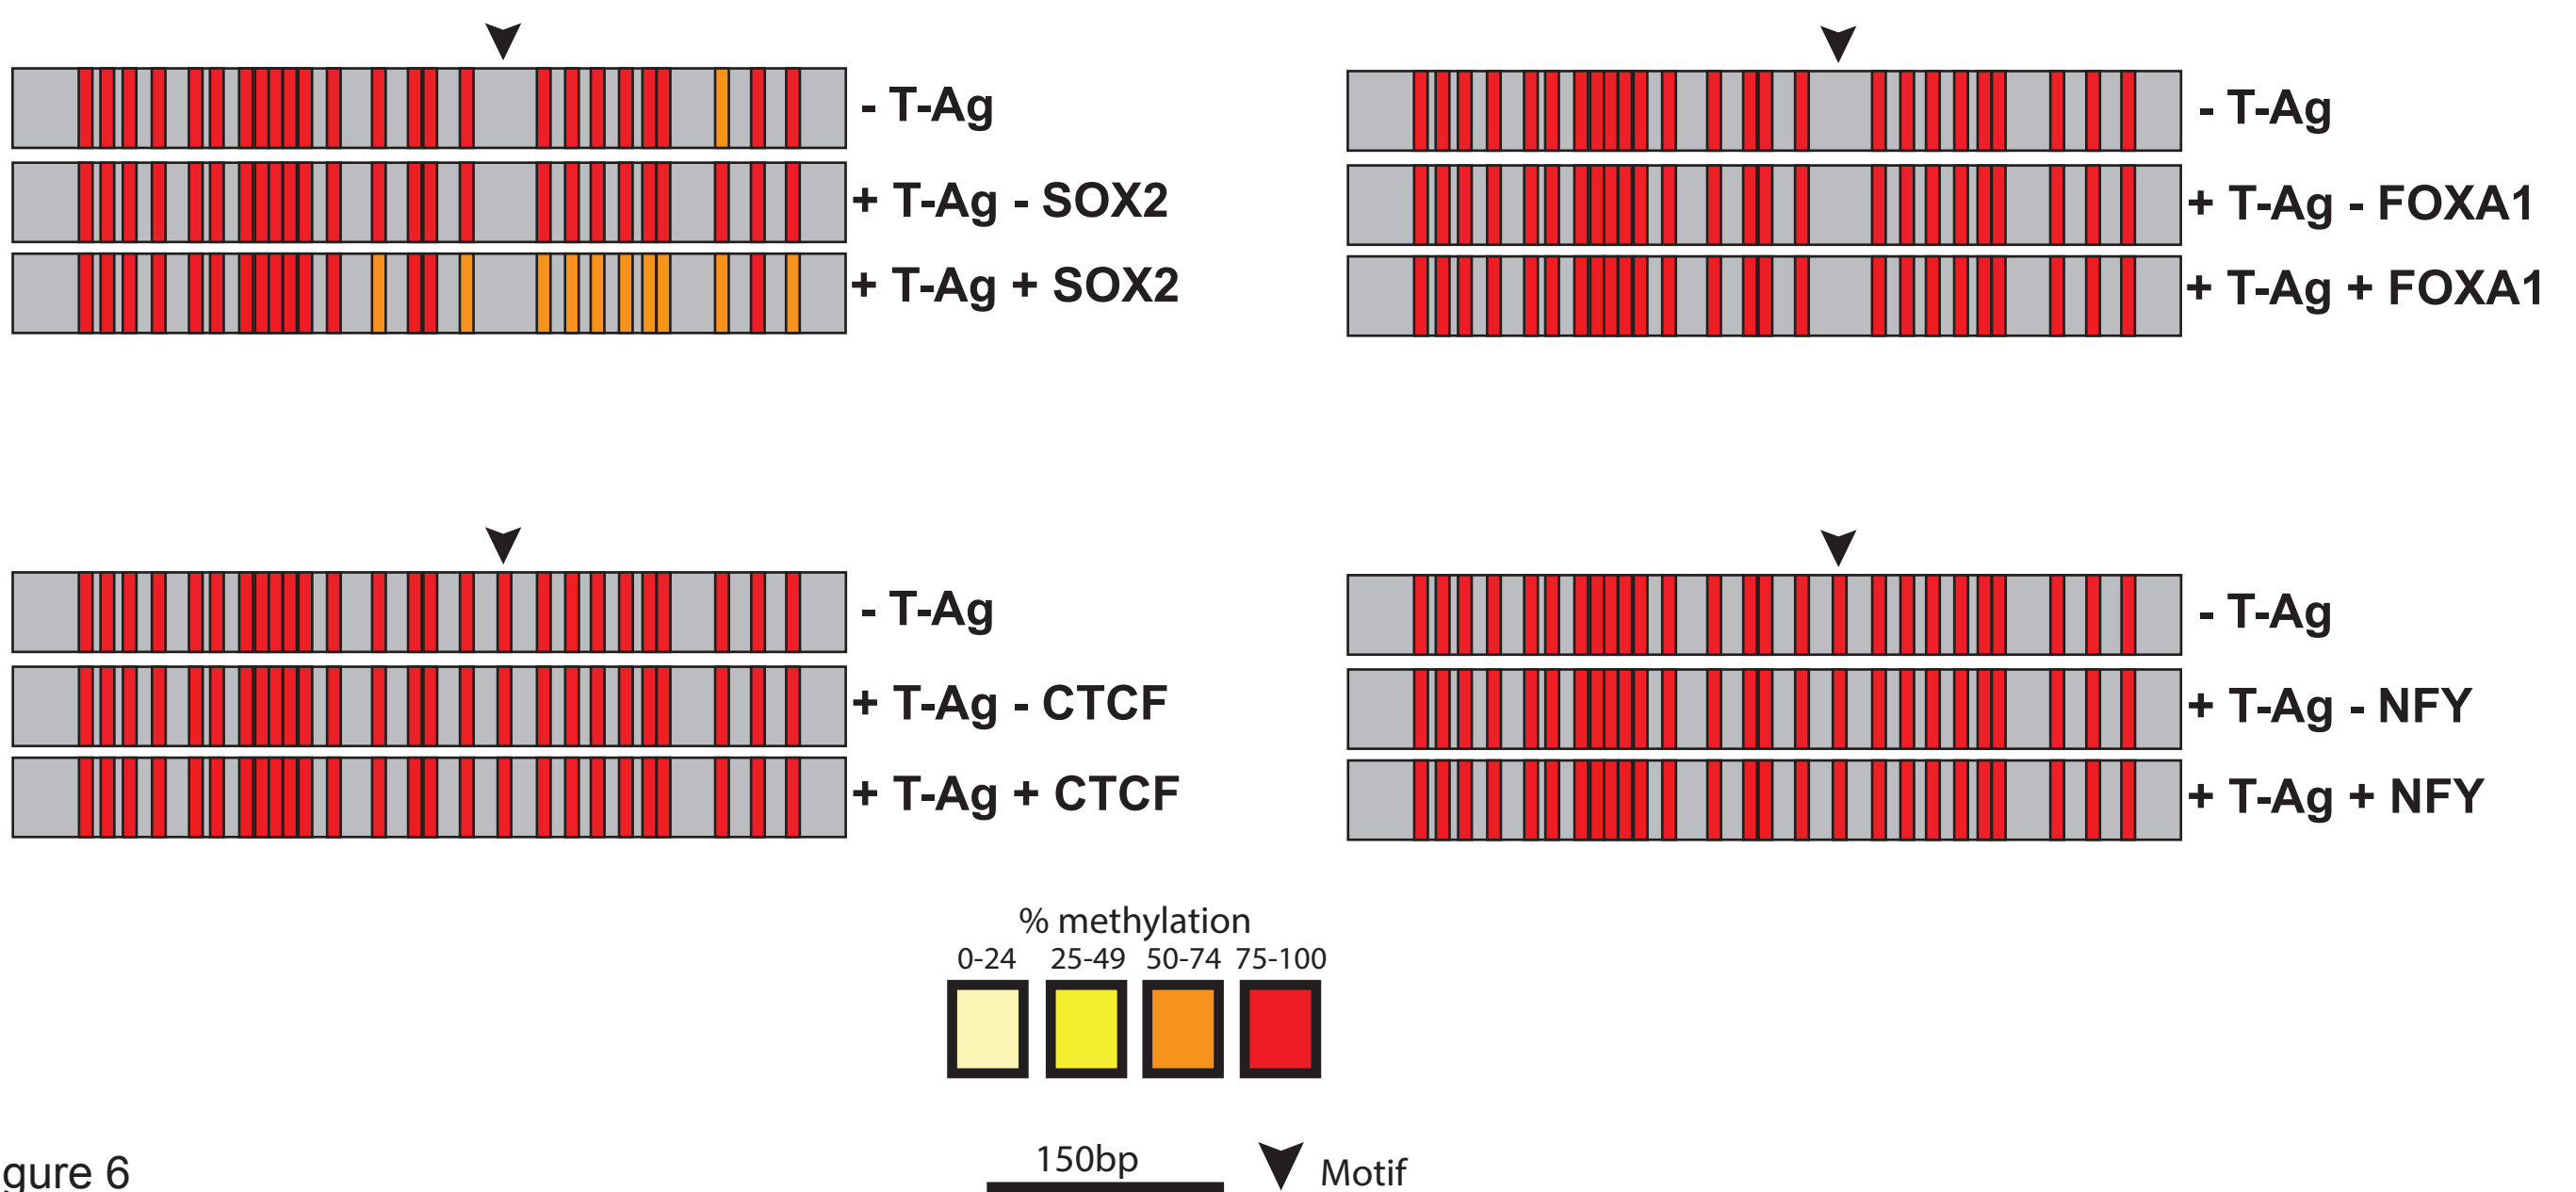 - T-Ag
+ T-Ag - SOX2
+ T-Ag + SOX2
- T-Ag
+ T-Ag - FOXA1
+ T-Ag + FOXA1
- T-Ag
+ T-Ag - CTCF
+ T-Ag + CTCF
- T-Ag
+ T-Ag - NFY
+ T-Ag + NFY
% methylation
0-24 25-49 50-74 75-100
150bp
Motif
gure 6